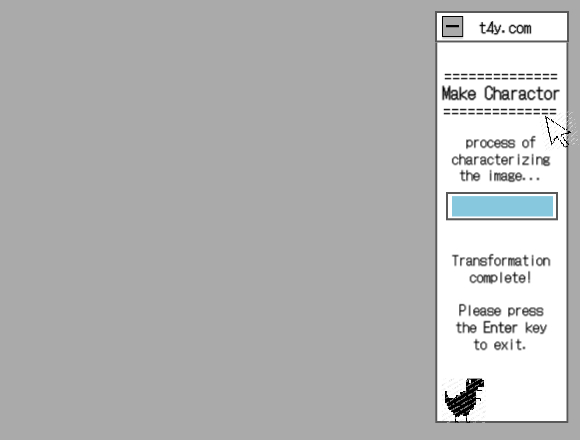 t4y.com
==============
Make Charactor
==============
process of
characterizing
the image...
Transformation
complete!
Please press
the Enter key
to exit.